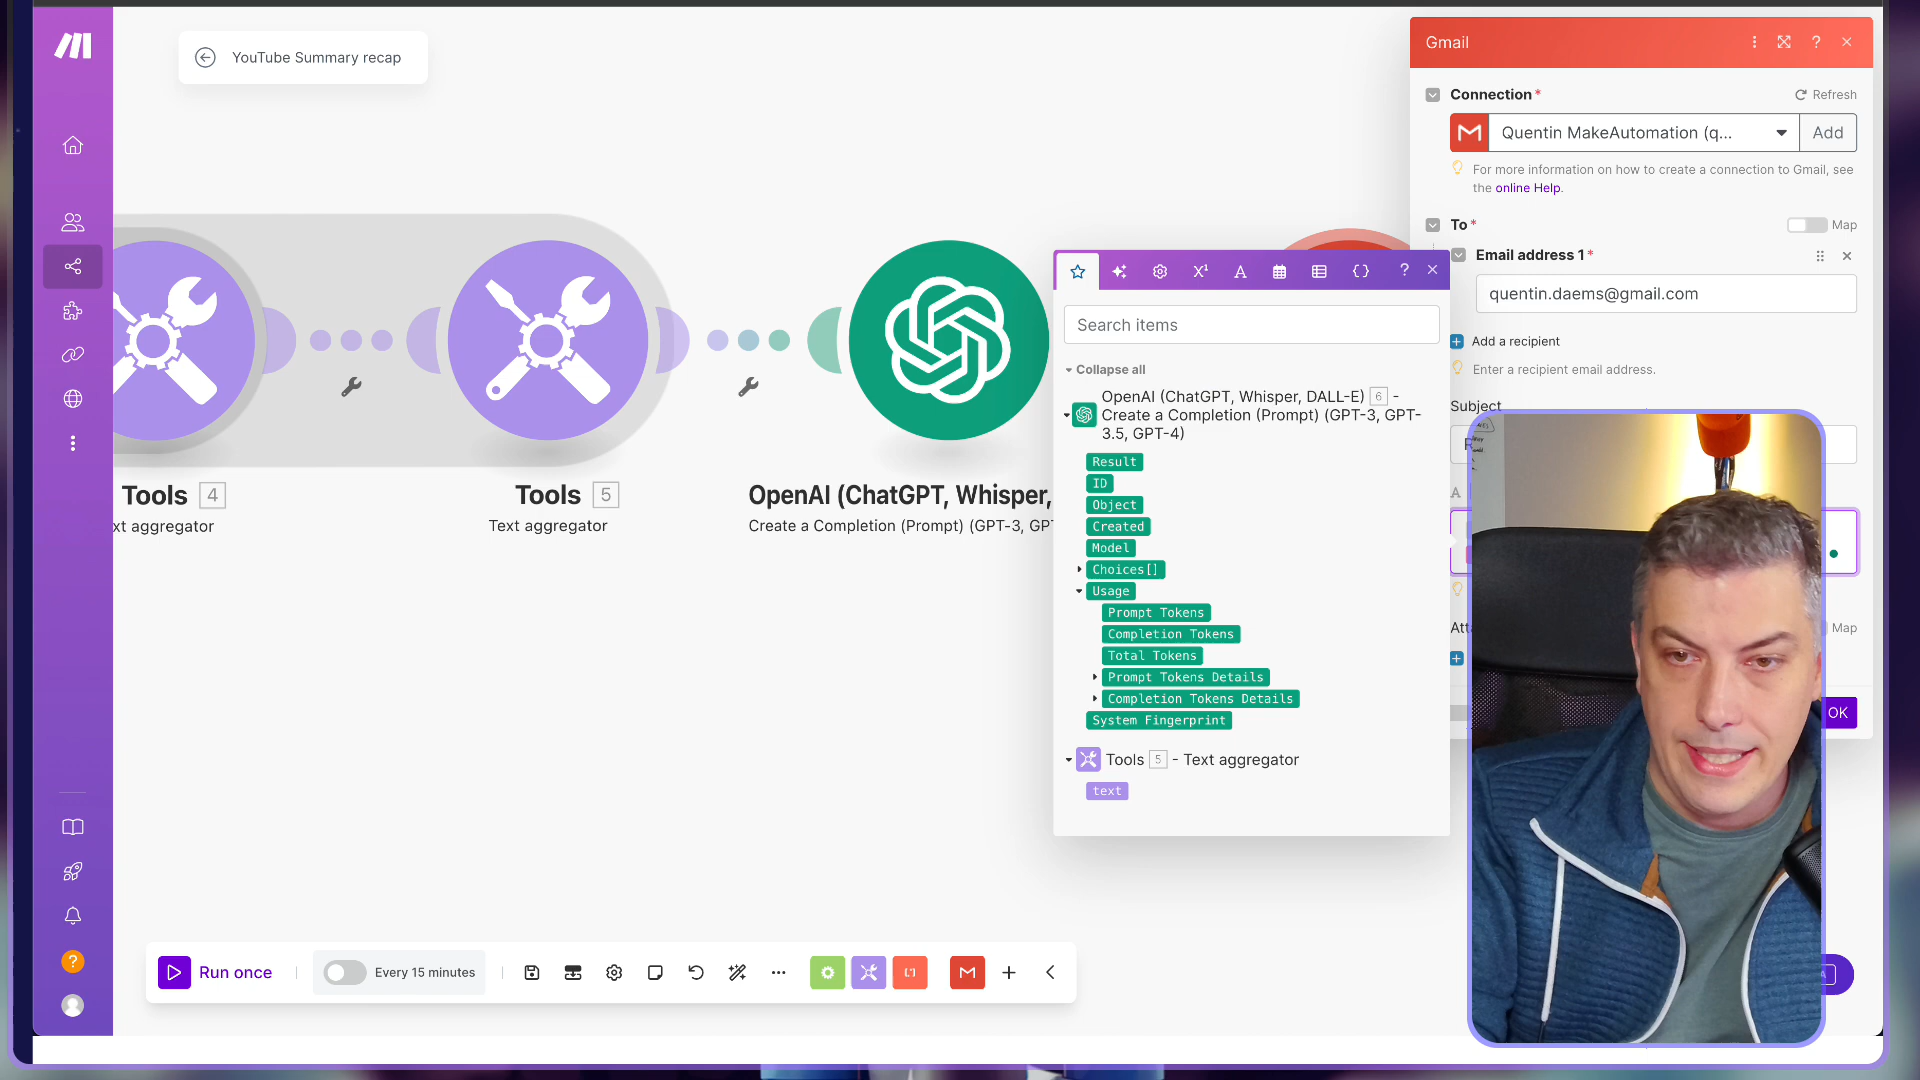 YouTube Summary recap
Gmail
Connection*
Refresh
Quentin MakeAutomation (q...
Add
For more information on how to create a connection to Gmail, see
the online Help.
To*
Map
Email address 1*
quentin.daems@gmail.com
Add a recipient
Enter a recipient email address.
Subject
Map
OK
Search items
Collapse all
OpenAI (ChatGPT, Whisper, DALL-E) 6 -
Create a Completion (Prompt) (GPT-3, GPT-
3.5, GPT-4)
Result
ID
Object
Created
Model
Choices[]
Usage
Prompt Tokens
Completion Tokens
Total Tokens
Prompt Tokens Details
Completion Tokens Details
System Fingerprint
Tools 5 - Text aggregator
text
Tools 4
xt aggregator
Tools 5
Text aggregator
OpenAI (ChatGPT, Whisper,
Create a Completion (Prompt) (GPT-3, GPT
Run once
Every 15 minutes